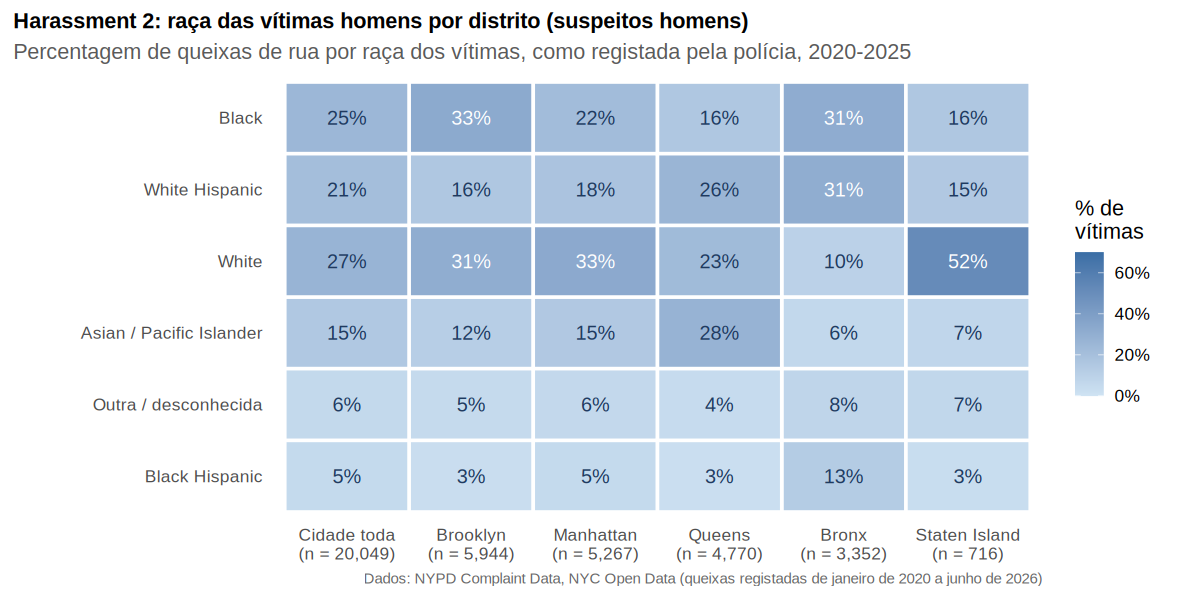 Harassment 2: raça das vítimas homens por distrito (suspeitos homens)
Percentagem de queixas de rua por raça dos vítimas, como registada pela polícia, 2020-2025
Black 25% 33% 22% 16% 31% 16%
White Hispanic 21% 16% 18% 26% 31% 15%
White 27% 31% 33% 23% 10% 52%
Asian / Pacific Islander 15% 12% 15% 28% 6% 7%
Outra / desconhecida 6% 5% 6% 4% 8% 7%
Black Hispanic 5% 3% 5% 3% 13% 3%
Cidade toda Brooklyn Manhattan Queens Bronx Staten Island
(n = 20,049) (n = 5,944) (n = 5,267) (n = 4,770) (n = 3,352) (n = 716)
% de
vítimas
60%
40%
20%
0%
Dados: NYPD Complaint Data, NYC Open Data (queixas registadas de janeiro de 2020 a junho de 2026)